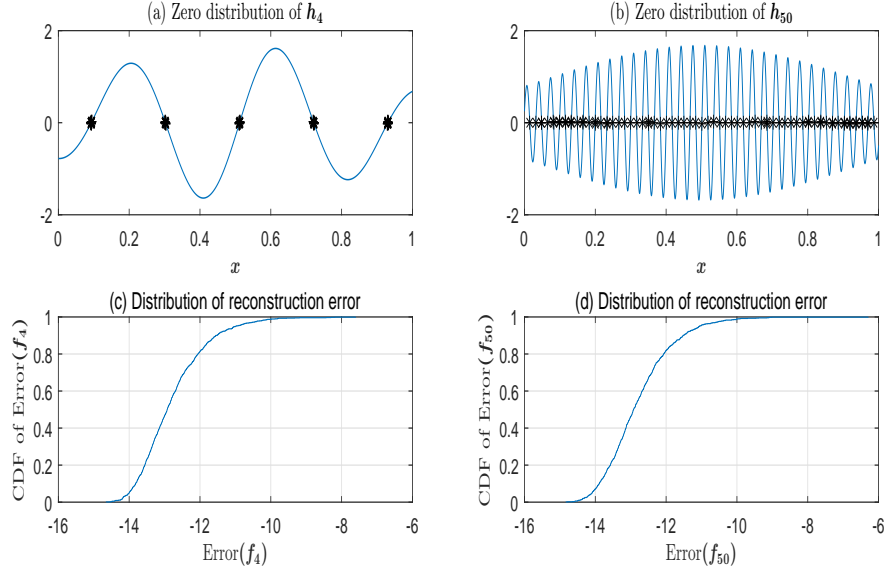 (a) Zero distribution of h4
2
0
-2
0 0.2 0.4 0.6 0.8 1
x
(b) Zero distribution of h50
2
0
-2
0 0.2 0.4 0.6 0.8 1
x
(c) Distribution of reconstruction error
CDF of Error(f4)
1
0.8
0.6
0.4
0.2
0
-16 -14 -12 -10 -8 -6
Error(f4)
(d) Distribution of reconstruction error
CDF of Error(f50)
1
0.8
0.6
0.4
0.2
0
-16 -14 -12 -10 -8 -6
Error(f50)